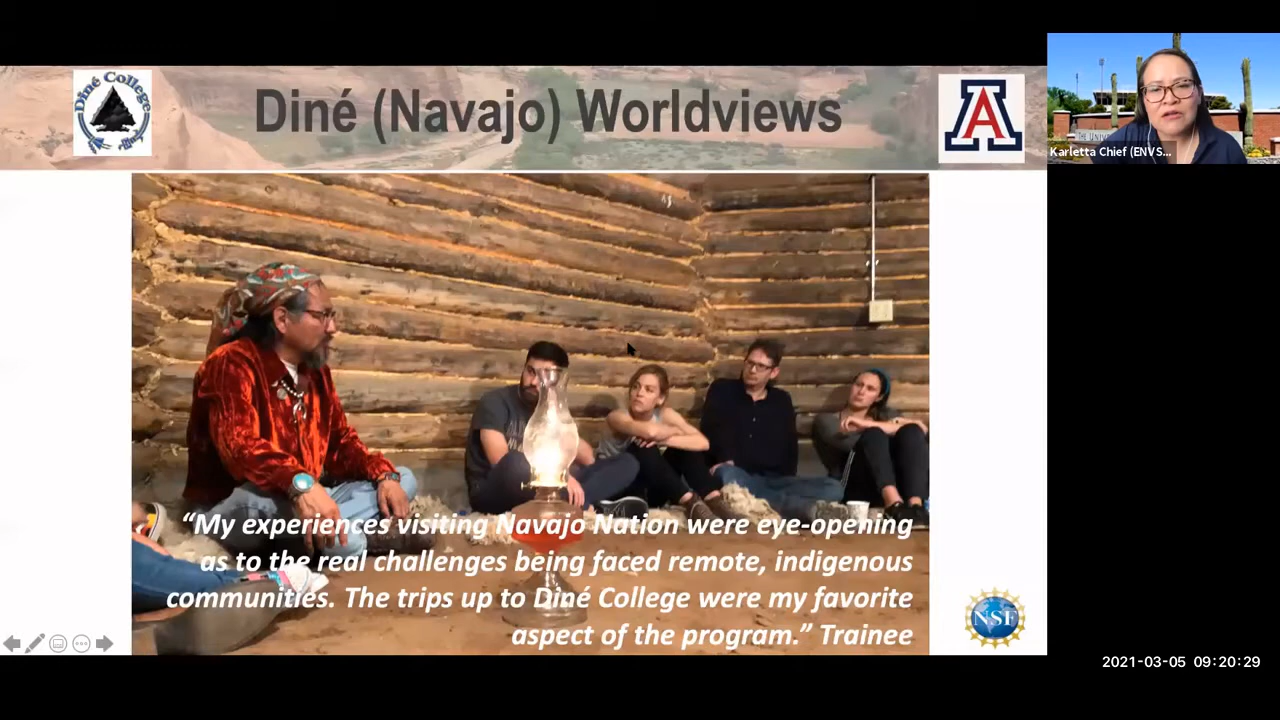 Diné College
Diné (Navajo) Worldviews
A
THE UNIV
Karletta Chief (ENVS...
“My experiences visiting Navajo Nation were eye-opening
as to the real challenges being faced remote, indigenous
communities. The trips up to Diné College were my favorite
aspect of the program.” Trainee
NSF
2021-03-05 09:20:29